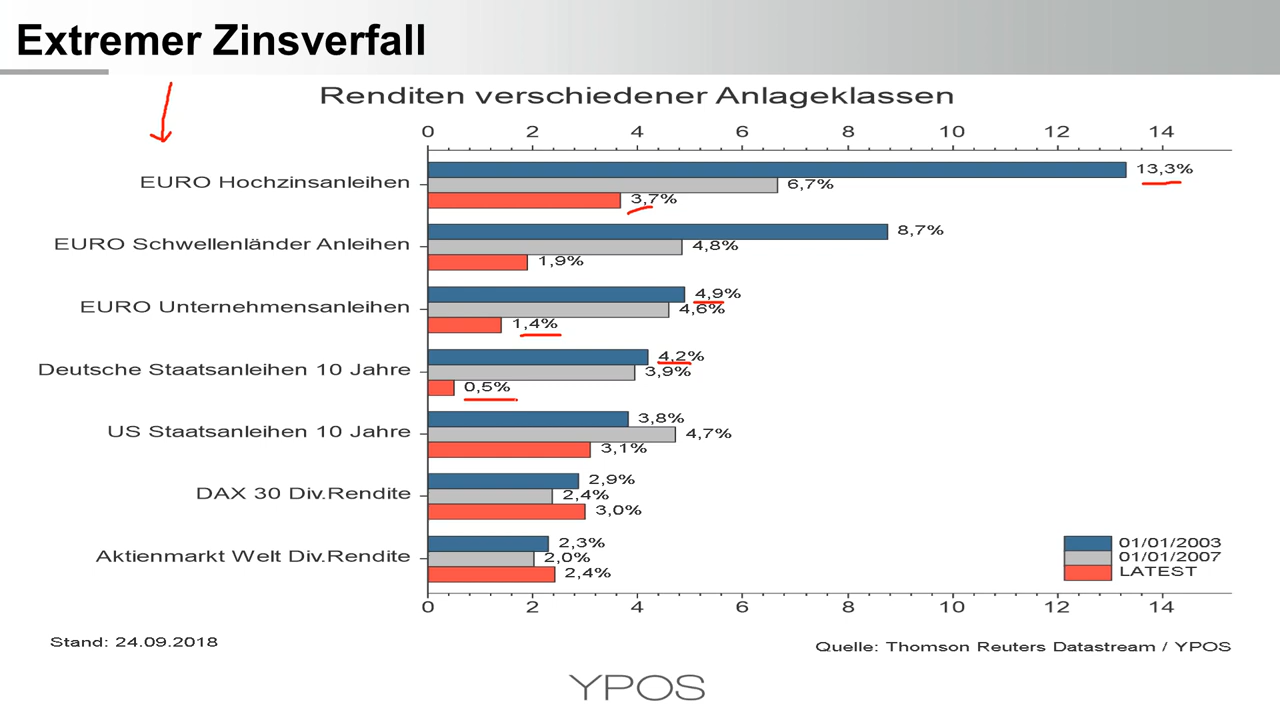 Extremer Zinsverfall
Renditen verschiedener Anlageklassen
0 2 4 6 8 10 12 14
EURO Hochzinsanleihen
13,3%
6,7%
3,7%
EURO Schwellenländer Anleihen
8,7%
4,8%
1,9%
EURO Unternehmensanleihen
4,9%
4,6%
1,4%
Deutsche Staatsanleihen 10 Jahre
4,2%
3,9%
0,5%
US Staatsanleihen 10 Jahre
3,8%
4,7%
3,1%
DAX 30 Div.Rendite
2,9%
2,4%
3,0%
Aktienmarkt Welt Div.Rendite
2,3%
2,0%
2,4%
01/01/2003
01/01/2007
LATEST
0 2 4 6 8 10 12 14
Stand: 24.09.2018
Quelle: Thomson Reuters Datastream / YPOS
YPOS